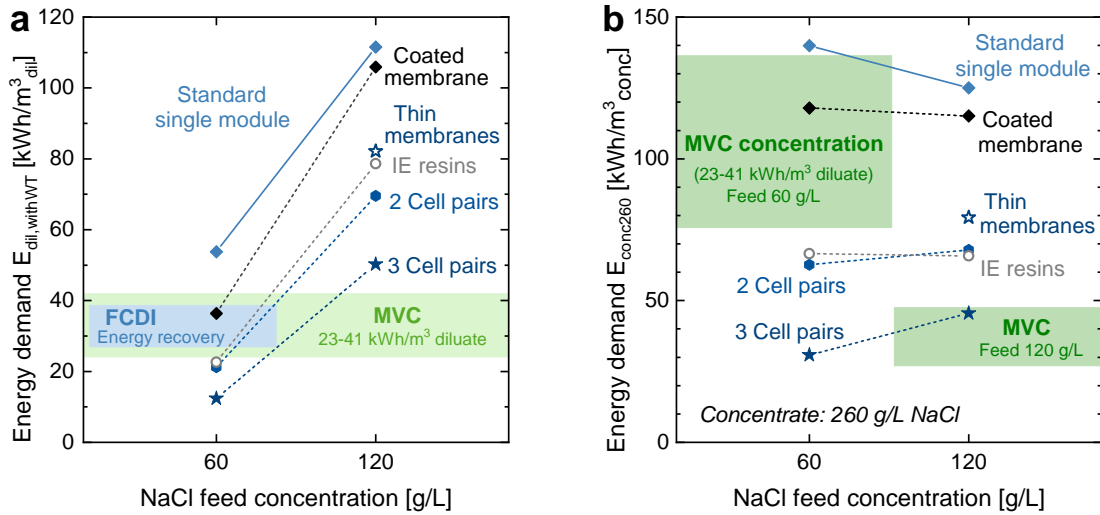 a
Energy demand E_dil,withWT [kWh/m³_dil]
120
100
80
60
40
20
0
Standard
single module
Coated
membrane
Thin
membranes
IE resins
2 Cell pairs
3 Cell pairs
FCDI
Energy recovery
MVC
23-41 kWh/m³ diluate
60
120
NaCl feed concentration [g/L]
b
Energy demand E_conc260 [kWh/m³ conc]
150
100
50
0
Standard
single module
MVC concentration
(23-41 kWh/m³ diluate)
Feed 60 g/L
Coated
membrane
Thin
membranes
IE resins
2 Cell pairs
3 Cell pairs
MVC
Feed 120 g/L
Concentrate: 260 g/L NaCl
60
120
NaCl feed concentration [g/L]